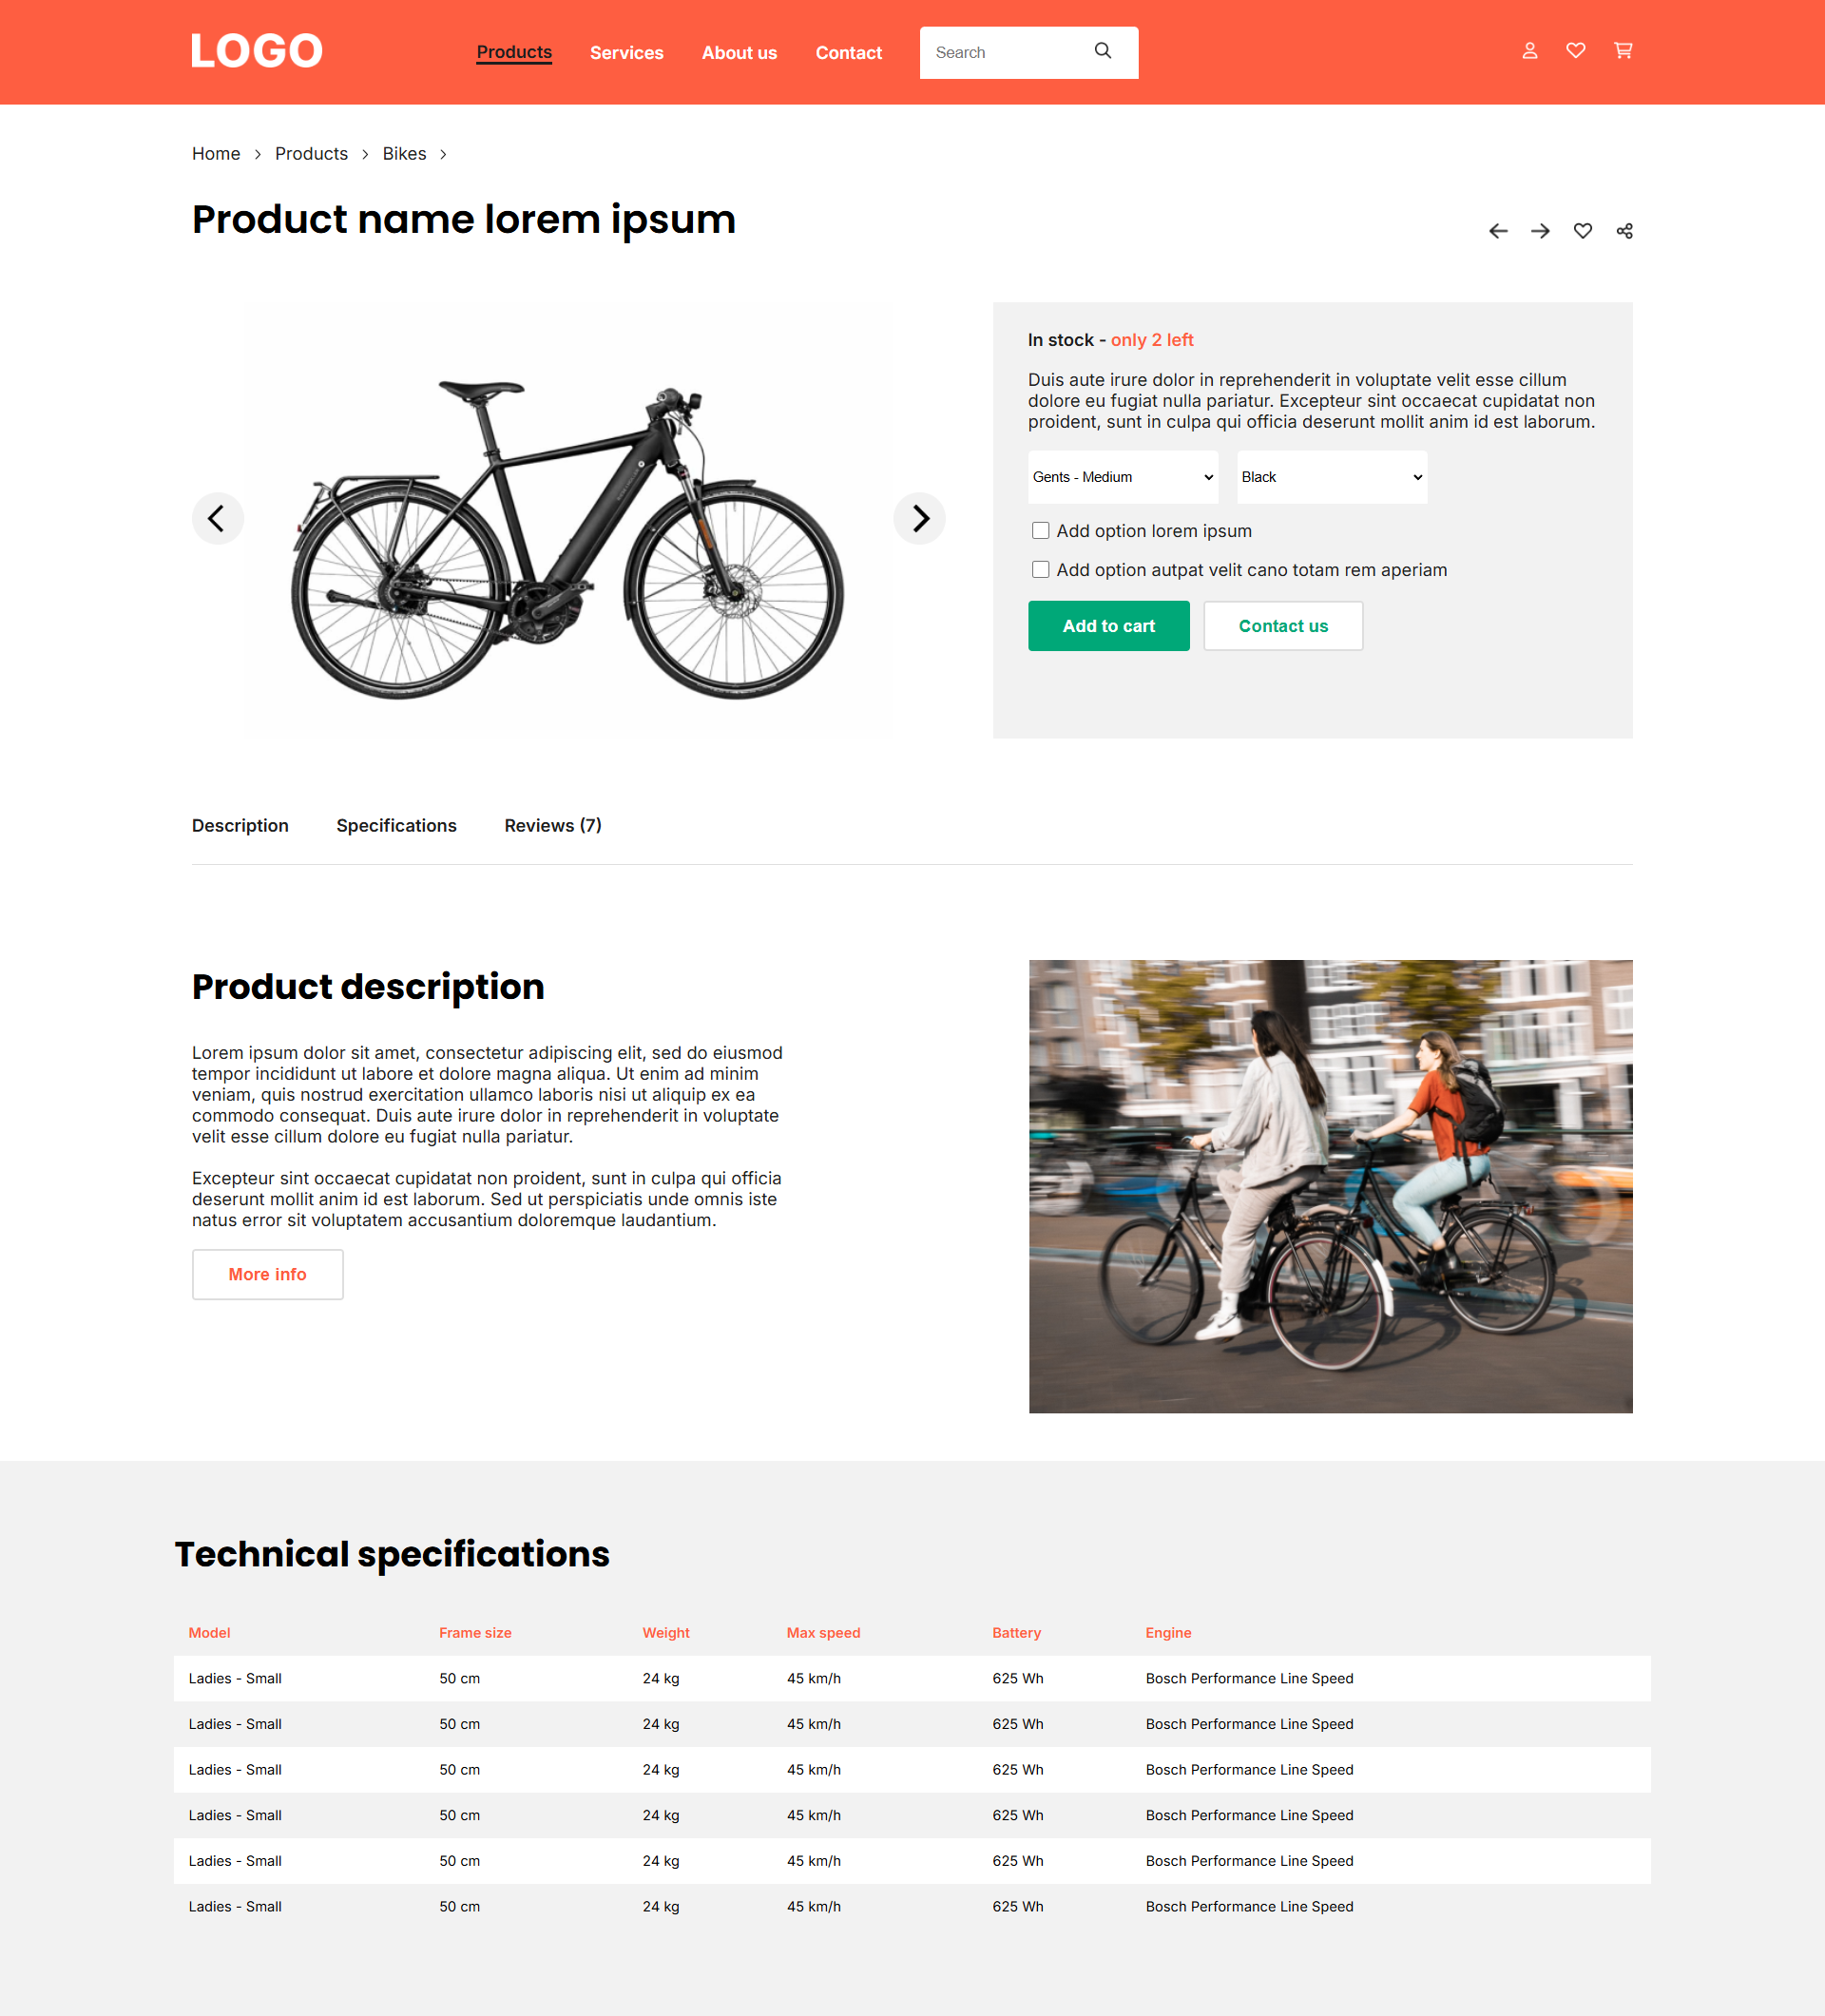 LOGO
Products
Services
About us
Contact
Search
Home
Products
Bikes
Product name lorem ipsum
In stock - only 2 left
Duis aute irure dolor in reprehenderit in voluptate velit esse cillum
dolore eu fugiat nulla pariatur. Excepteur sint occaecat cupidatat non
proident, sunt in culpa qui officia deserunt mollit anim id est laborum.
Gents - Medium
Black
Add option lorem ipsum
Add option autpat velit cano totam rem aperiam
Add to cart
Contact us
Description
Specifications
Reviews (7)
Product description
Lorem ipsum dolor sit amet, consectetur adipiscing elit, sed do eiusmod
tempor incididunt ut labore et dolore magna aliqua. Ut enim ad minim
veniam, quis nostrud exercitation ullamco laboris nisi ut aliquip ex ea
commodo consequat. Duis aute irure dolor in reprehenderit in voluptate
velit esse cillum dolore eu fugiat nulla pariatur.
Excepteur sint occaecat cupidatat non proident, sunt in culpa qui officia
deserunt mollit anim id est laborum. Sed ut perspiciatis unde omnis iste
natus error sit voluptatem accusantium doloremque laudantium.
More info
Technical specifications
Model Frame size Weight Max speed Battery Engine
Ladies - Small 50 cm 24 kg 45 km/h 625 Wh Bosch Performance Line Speed
Ladies - Small 50 cm 24 kg 45 km/h 625 Wh Bosch Performance Line Speed
Ladies - Small 50 cm 24 kg 45 km/h 625 Wh Bosch Performance Line Speed
Ladies - Small 50 cm 24 kg 45 km/h 625 Wh Bosch Performance Line Speed
Ladies - Small 50 cm 24 kg 45 km/h 625 Wh Bosch Performance Line Speed
Ladies - Small 50 cm 24 kg 45 km/h 625 Wh Bosch Performance Line Speed